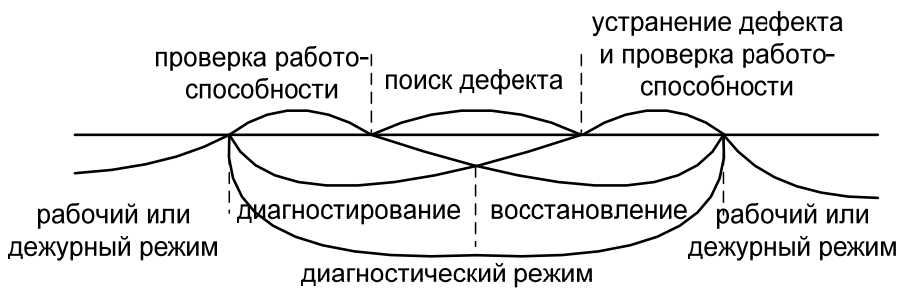 проверка работо-
способности
поиск дефекта
устранение дефекта
и проверка работо-
способности
рабочий или
дежурный режим
диагностирование
восстановление
рабочий или
дежурный режим
диагностический режим